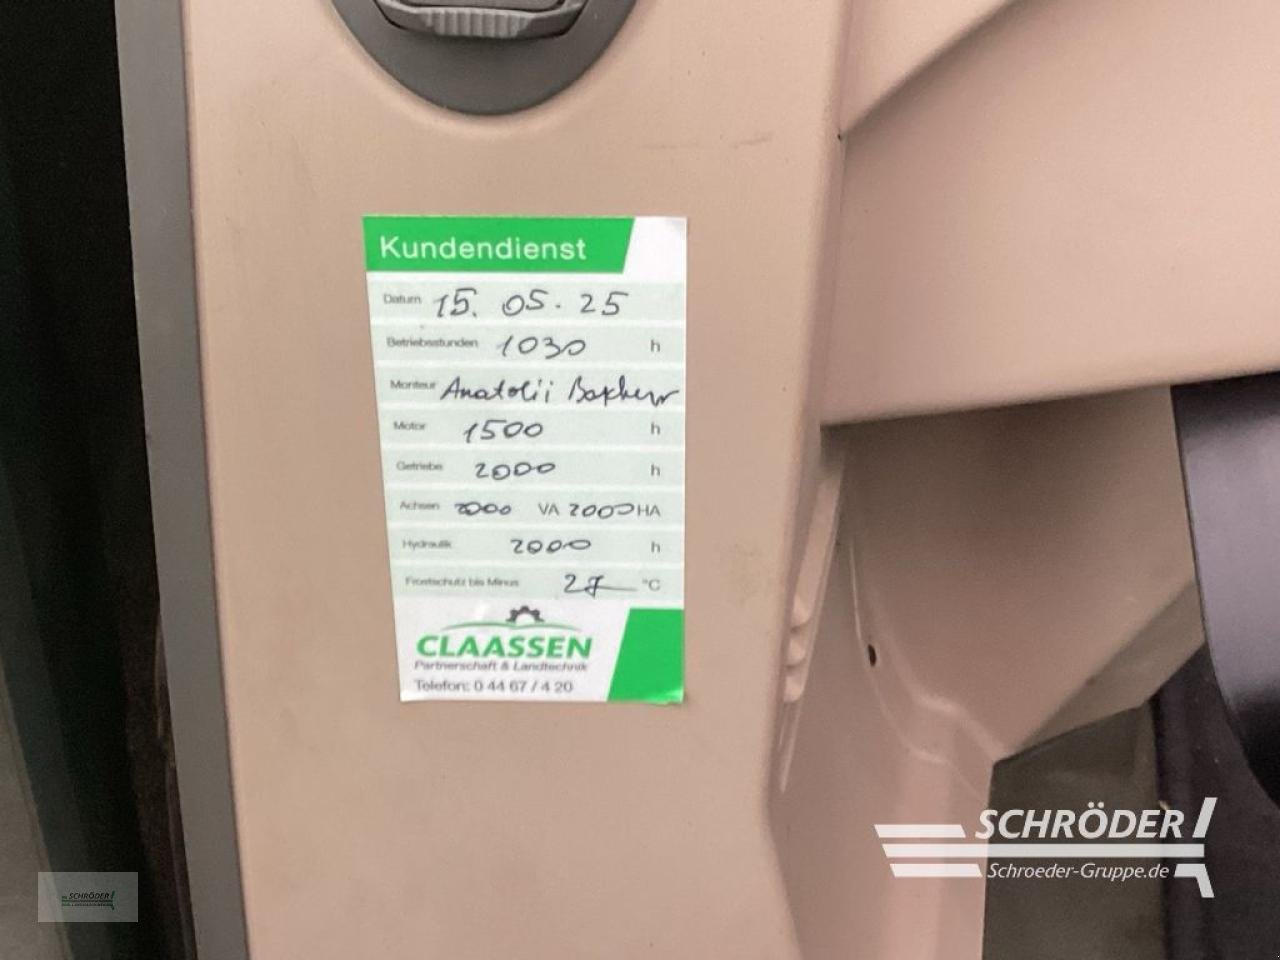 Kundendienst
Datum 15.05.25
Betriebsstunden 1030 h
Monteur Anatolii
Motor 1500 h
Getriebe 2000 h
Achsen 2000 VA 2000 HA
Hydraulik 2000 h
Frostschutz bis Minus 27 °C
CLAASSEN
Partnerschaft & Landtechnik
Telefon: 0 44 67 / 4 20
SCHRÖDER
Schroeder-Gruppe.de
SCHRÖDER